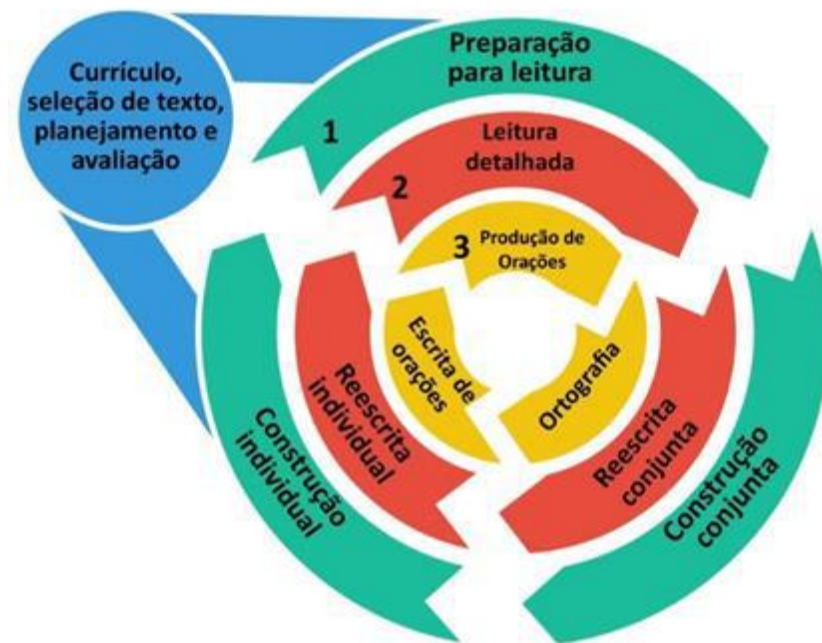 Currículo,
seleção de texto,
planejamento e
avaliação
Preparação
para leitura
1
Leitura
detalhada
2
3
Produção de
Orações
Escrita de
orações
Ortografia
Reescrita
individual
Reescrita
conjunta
Construção
individual
Construção
conjunta